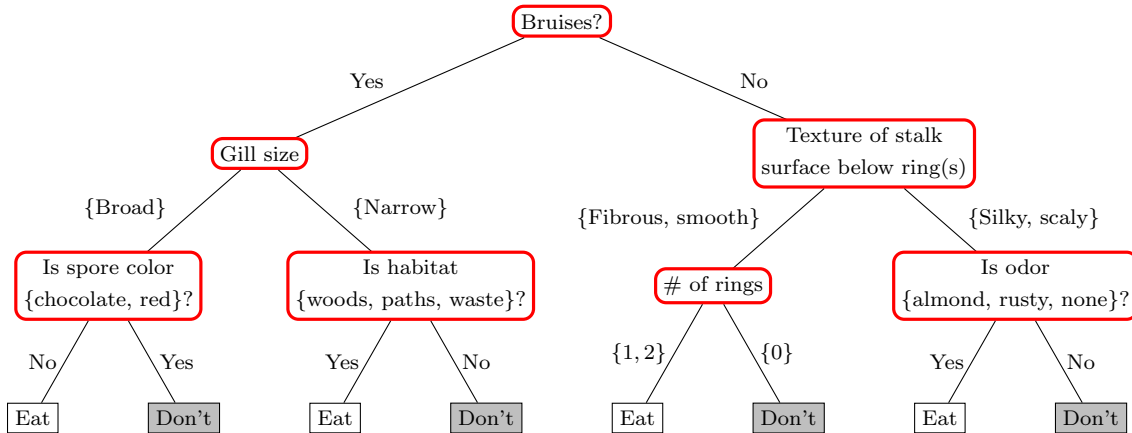 Bruises?
Yes
No
Gill size
Texture of stalk
surface below ring(s)
{Broad}
{Narrow}
{Fibrous, smooth}
{Silky, scaly}
Is spore color
{chocolate, red}?
Is habitat
{woods, paths, waste}?
# of rings
Is odor
{almond, rusty, none}?
No
Yes
Yes
No
{1, 2}
{0}
Yes
No
Eat
Don't
Eat
Don't
Eat
Don't
Eat
Don't